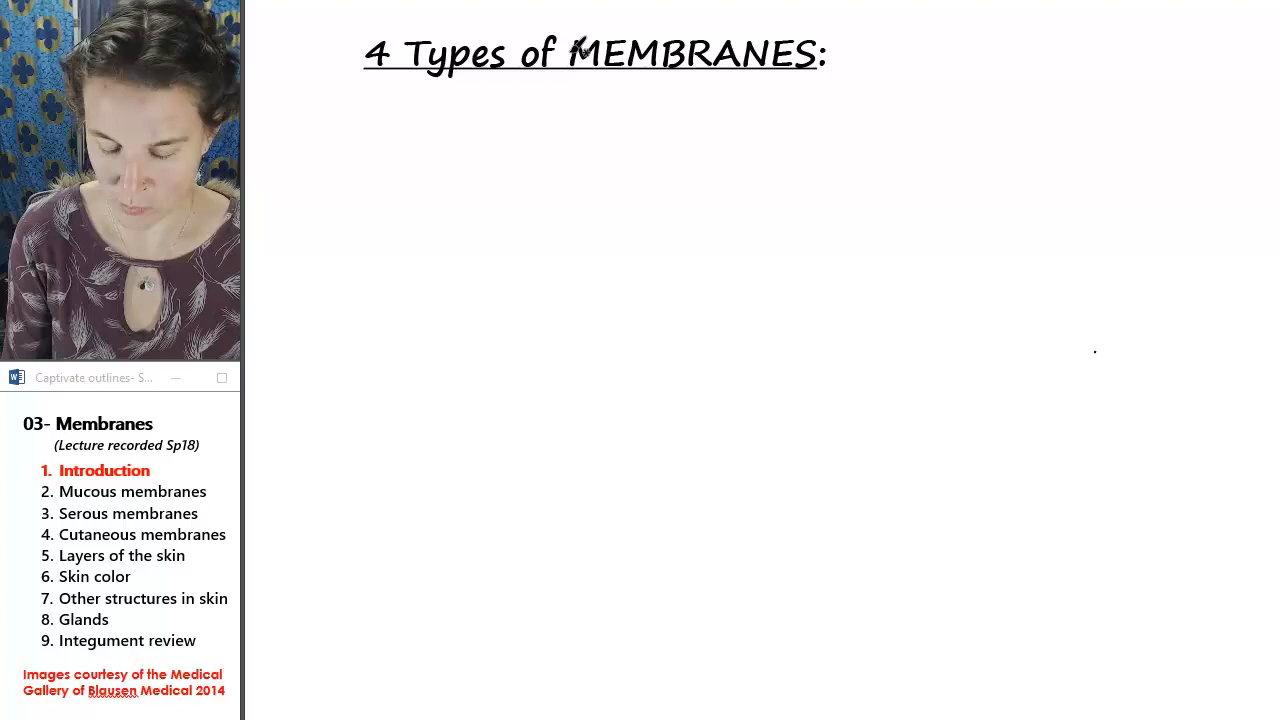 4 Types of MEMBRANES:
Captivate outlines- S...
03- Membranes
(Lecture recorded Sp18)
1. Introduction
2. Mucous membranes
3. Serous membranes
4. Cutaneous membranes
5. Layers of the skin
6. Skin color
7. Other structures in skin
8. Glands
9. Integument review
Images courtesy of the Medical
Gallery of Blausen Medical 2014